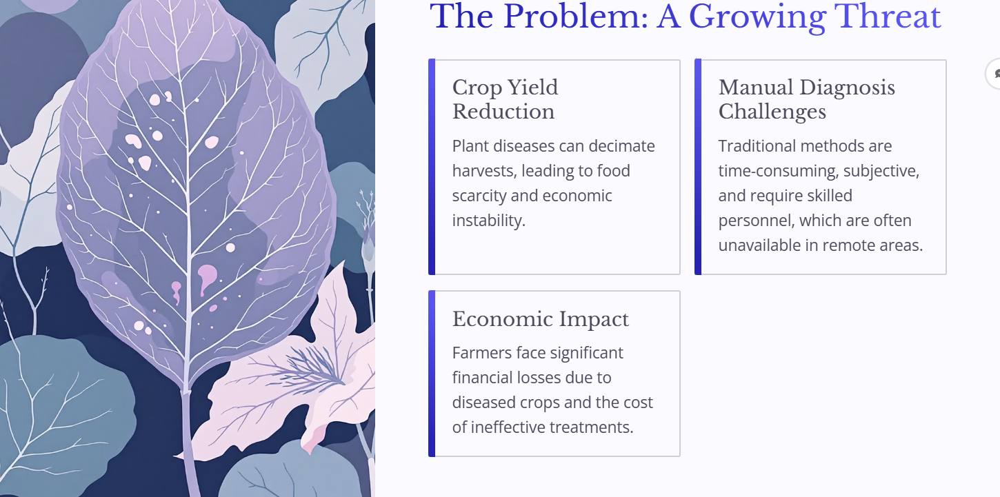 The Problem: A Growing Threat
Crop Yield
Reduction
Plant diseases can decimate
harvests, leading to food
scarcity and economic
instability.
Manual Diagnosis
Challenges
Traditional methods are
time-consuming, subjective,
and require skilled
personnel, which are often
unavailable in remote areas.
Economic Impact
Farmers face significant
financial losses due to
diseased crops and the cost
of ineffective treatments.